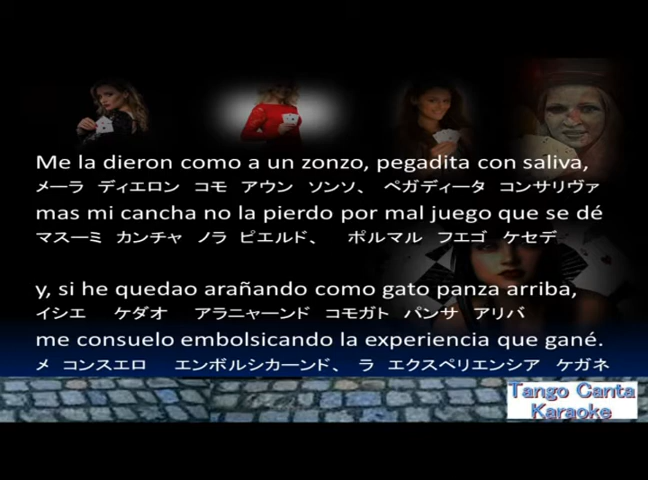 Me la dieron como a un zonzo, pegadita con saliva,
メーラ ディエロン コモ アウン ソンソ、 ペガディータ コンサリヴァ
mas mi cancha no la pierdo por mal juego que se dé
マスーミ カンチャ ノラ ピエルド、 ポルマル フエゴ ケセデ
y, si he quedao arañando como gato panza arriba,
イシエ ケダオ アラニャーンド コモガト パンサ アリバ
me consuelo embolsicando la experiencia que gané.
メ コンスエロ エンボルシカーンド、 ラ エクスペリエンシア ケガネ
Tango Canta
Karaoke